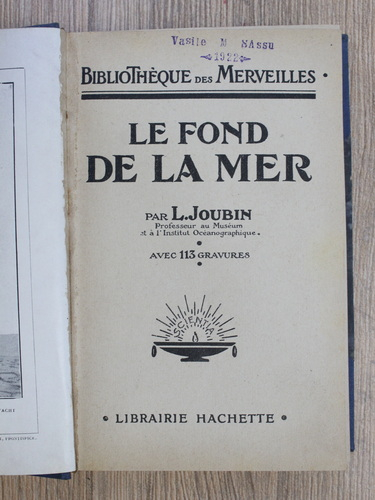 Vasile M SAssu
1922
BIBLIOTHÈQUE DES MERVEILLES
LE FOND
DE LA MER
PAR L. JOUBIN
Professeur au Muséum
et à l'Institut Océanographique.
AVEC 113 GRAVURES
SCIENTIA
LIBRAIRIE HACHETTE